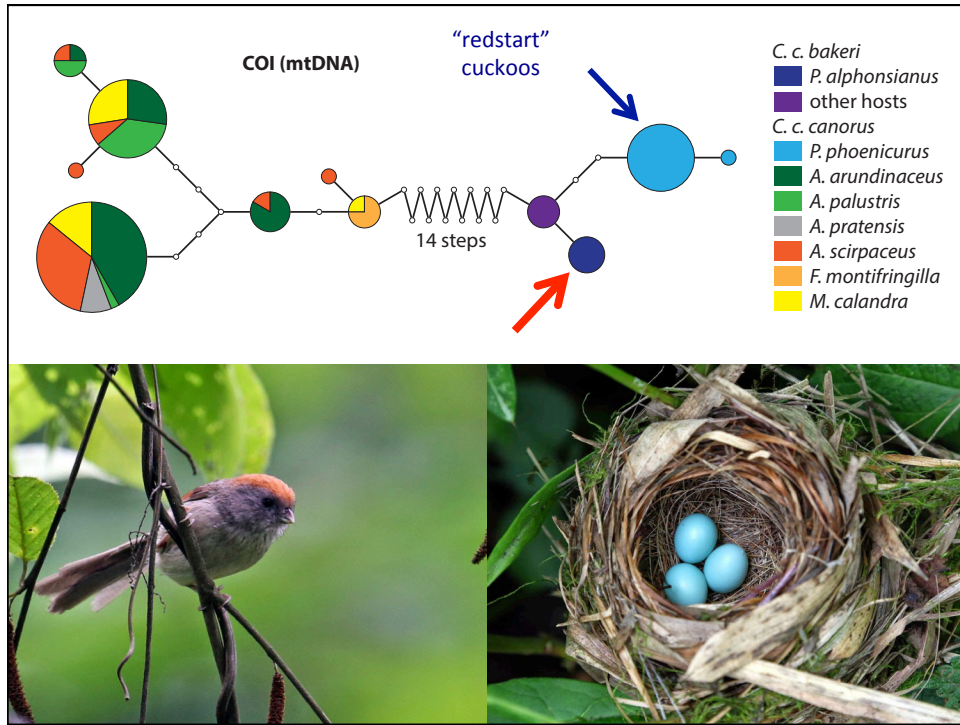 COI (mtDNA)
“redstart”
cuckoos
14 steps
C. c. bakeri
P. alphonsianus
other hosts
C. c. canorus
P. phoenicurus
A. arundinaceus
A. palustris
A. pratensis
A. scirpaceus
F. montifringilla
M. calandra